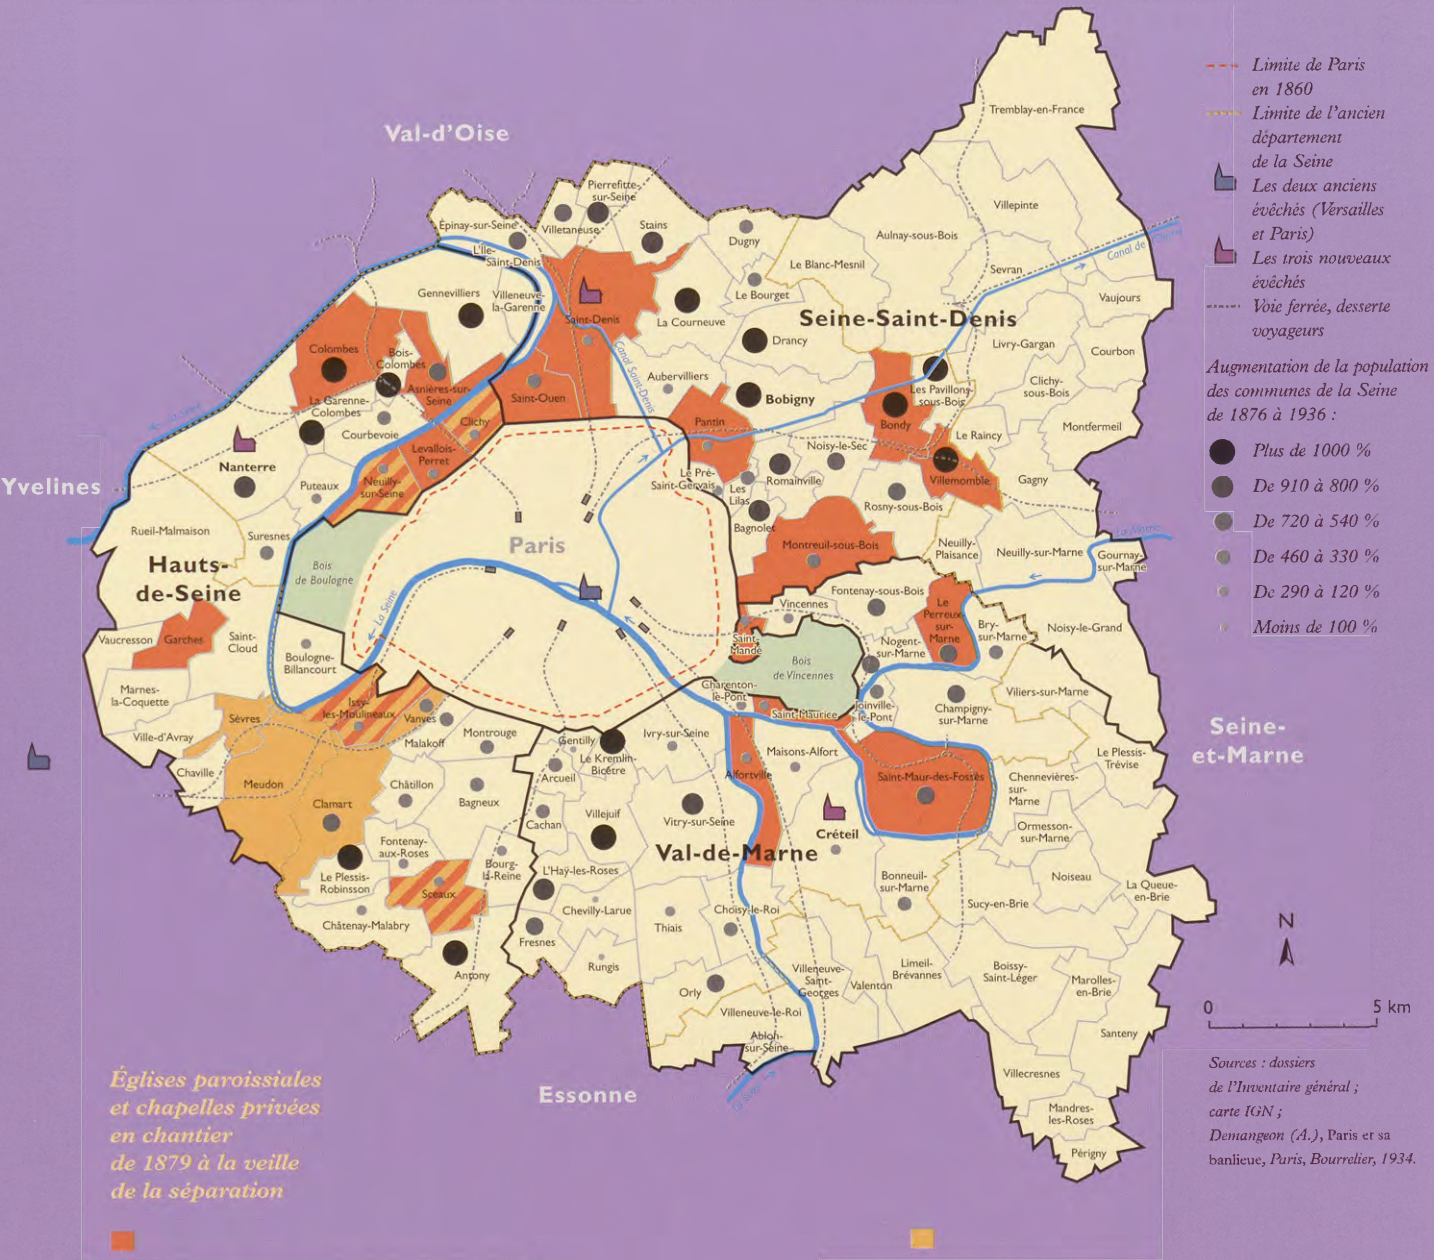 Val-d'Oise
Seine-Saint-Denis
Yvelines
Hauts-
de-Seine
Paris
Seine-
et-Marne
Val-de-Marne
Essonne
Tremblay-en-France
Villepinte
Aulnay-sous-Bois
Sevran
Vaujours
Le Blanc-Mesnil
Livry-Gargan
Courbon
Clichy-
sous-Bois
Montfermeil
Le Raincy
Gagny
Pierrefitte-
sur-Seine
Villetaneuse
Épinay-sur-Seine
Stains
Dugny
Le Bourget
L'Île-
Saint-Denis
Gennevilliers
Villeneuve-
la-Garenne
Saint-Denis
La Courneuve
Drancy
Colombes
Bois-
Colombes
Asnières-sur-
Seine
La Garenne-
Colombes
Courbevoie
Clichy
Saint-Ouen
Aubervilliers
Bobigny
Les Pavillons-
sous-Bois
Bondy
Pantin
Noisy-le-Sec
Romainville
Le Pré-
Saint-Gervais
Les
Lilas
Bagnolet
Villemomble
Rosny-sous-Bois
Levallois-
Perret
Neuilly-
sur-Seine
Nanterre
Puteaux
Suresnes
Rueil-Malmaison
Bois
de Boulogne
La Seine
La Seine
Canal Saint-Denis
Canal de
La Marne
Montreuil-sous-Bois
Neuilly-
Plaisance
Neuilly-sur-Marne
Gournay-
sur-Marne
Garches
Vaucresson
Saint-
Cloud
Marnes-
la-Coquette
Ville-d'Avray
Boulogne-
Billancourt
Sèvres
Chaville
Meudon
Clamart
Issy-
les-Moulineaux
Vanves
Malakoff
Montrouge
Châtillon
Bagneux
Fontenay-
aux-Roses
Le Plessis-
Robinsson
Châtenay-Malabry
Sceaux
Bourg-
la-Reine
Antony
Gentilly
Le Kremlin-
Bicêtre
Arcueil
Cachan
Villejuif
L'Haÿ-les-Roses
Chevilly-Larue
Fresnes
Rungis
Ivry-sur-Seine
Vitry-sur-Seine
Thiais
Choisy-le-Roi
Orly
Villeneuve-le-Roi
Ablon-
sur-Seine
Vincennes
Fontenay-sous-Bois
Saint-
Mandé
Bois
de Vincennes
Nogent-
sur-Marne
Le
Perreux-
sur-
Marne
Bry-
sur-Marne
Noisy-le-Grand
Villiers-sur-Marne
Charenton-
le-Pont
Saint-Maurice
Joinville-
le-Pont
Champigny-
sur-Marne
Maisons-Alfort
Alfortville
Saint-Maur-des-Fossés
Créteil
Chennevières-
sur-
Marne
Le Plessis-
Trévise
Ormesson-
sur-Marne
Noiseau
La Queue-
en-Brie
Bonneuil-
sur-Marne
Sucy-en-Brie
Villeneuve-
Saint-
Georges
Valenton
Limeil-
Brévannes
Boissy-
Saint-Léger
Marolles-
en-Brie
Santeny
Villecresnes
Mandres-
les-Roses
Périgny
Limite de Paris
en 1860
Limite de l'ancien
département
de la Seine
Les deux anciens
évêchés (Versailles
et Paris)
Les trois nouveaux
évêchés
Voie ferrée, desserte
voyageurs
Augmentation de la population
des communes de la Seine
de 1876 à 1936 :
Plus de 1000 %
De 910 à 800 %
De 720 à 540 %
De 460 à 330 %
De 290 à 120 %
Moins de 100 %
N
0 5 km
Sources : dossiers
de l'Inventaire général ;
carte IGN ;
Demangeon (A.), Paris et sa
banlieue, Paris, Bourrelier, 1934.
Églises paroissiales
et chapelles privées
en chantier
de 1879 à la veille
de la séparation